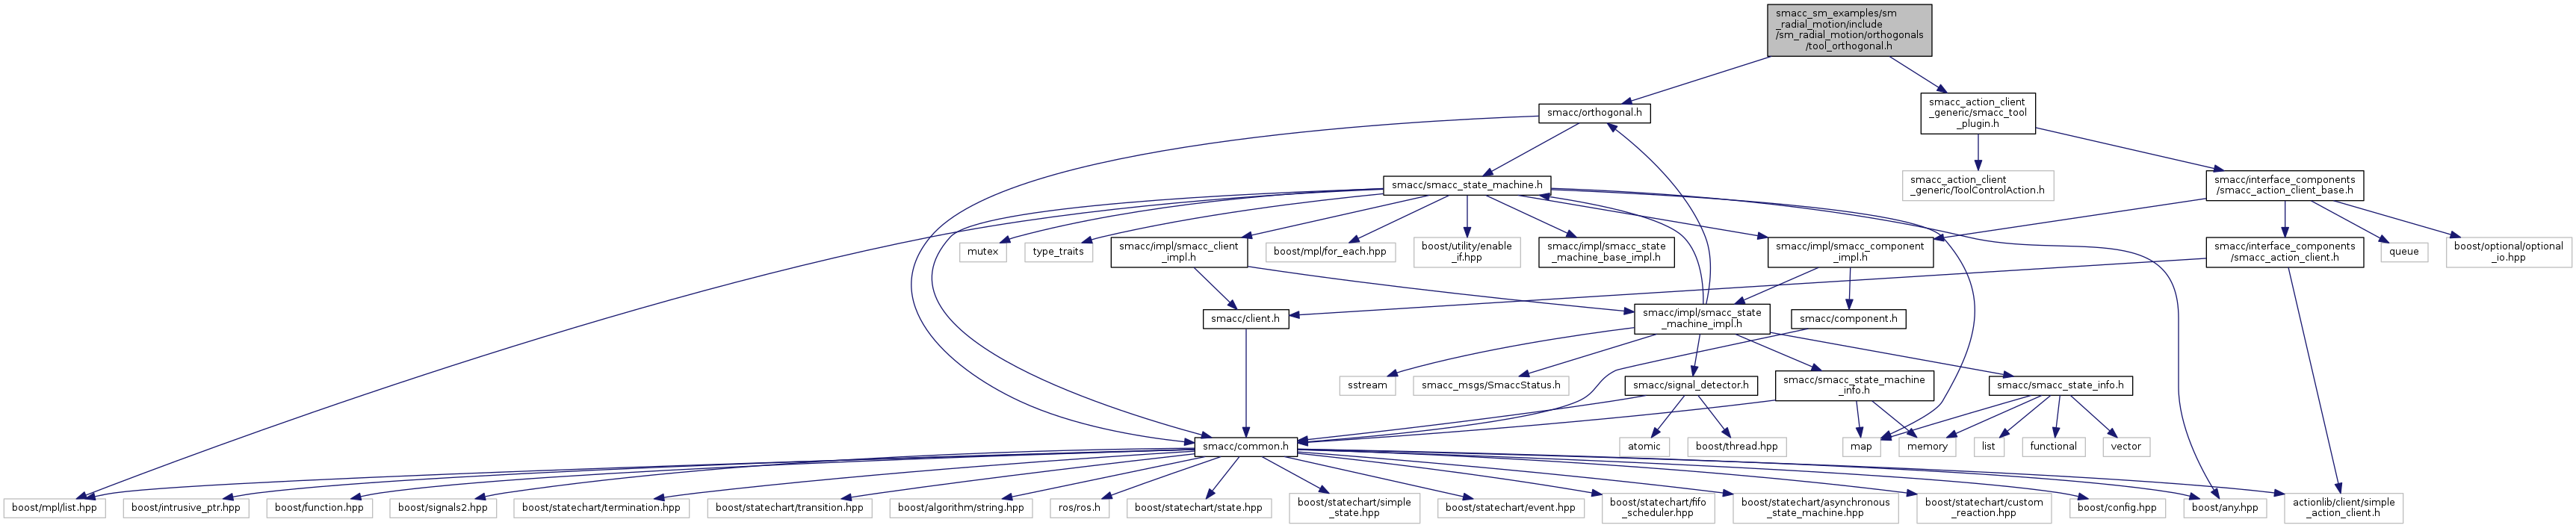 smacc_sm_examples/sm
_radial_motion/include
/sm_radial_motion/orthogonals
/tool_orthogonal.h
smacc/orthogonal.h
smacc_action_client
_generic/smacc_tool
_plugin.h
smacc/smacc_state_machine.h
smacc_action_client
_generic/ToolControlAction.h
smacc/interface_components
/smacc_action_client_base.h
mutex
type_traits
smacc/impl/smacc_client
_impl.h
boost/mpl/for_each.hpp
boost/utility/enable
_if.hpp
smacc/impl/smacc_state
_machine_base_impl.h
smacc/impl/smacc_component
_impl.h
smacc/interface_components
/smacc_action_client.h
queue
boost/optional/optional
_io.hpp
smacc/client.h
smacc/impl/smacc_state
_machine_impl.h
smacc/component.h
sstream
smacc_msgs/SmaccStatus.h
smacc/signal_detector.h
smacc/smacc_state_machine
_info.h
smacc/smacc_state_info.h
smacc/common.h
atomic
boost/thread.hpp
map
memory
list
functional
vector
boost/mpl/list.hpp
boost/intrusive_ptr.hpp
boost/function.hpp
boost/signals2.hpp
boost/statechart/termination.hpp
boost/statechart/transition.hpp
boost/algorithm/string.hpp
ros/ros.h
boost/statechart/state.hpp
boost/statechart/simple
_state.hpp
boost/statechart/event.hpp
boost/statechart/fifo
_scheduler.hpp
boost/statechart/asynchronous
_state_machine.hpp
boost/statechart/custom
_reaction.hpp
boost/config.hpp
boost/any.hpp
actionlib/client/simple
_action_client.h